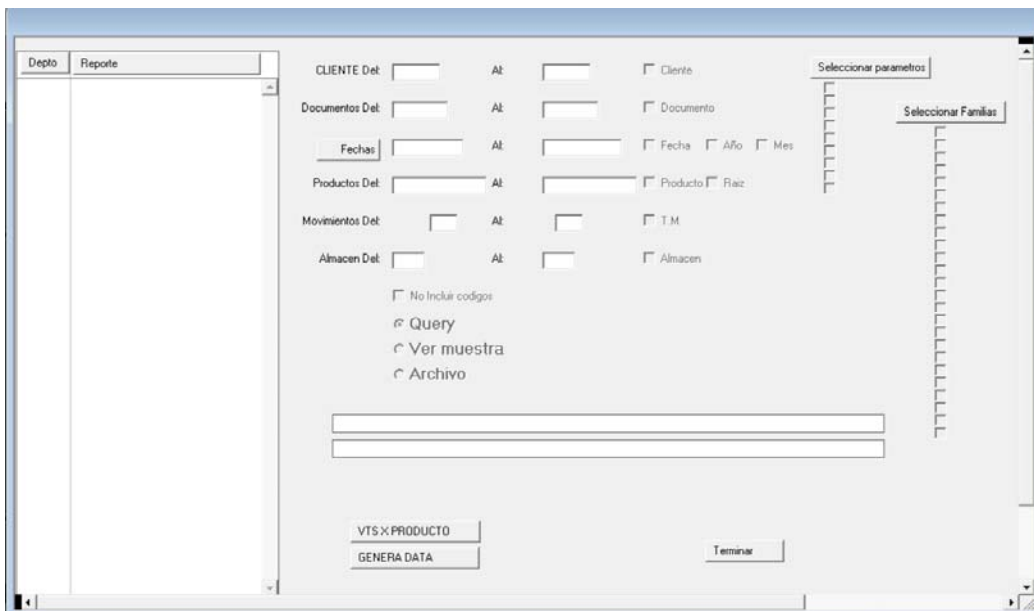 Depto Reporte
CLIENTE Del: Al: Cliente
Seleccionar parametros
Documentos Del: Al: Documento
Seleccionar Familias
Fechas Al: Fecha Año Mes
Productos Del: Al: Producto Raiz
Movimientos Del: Al: T.M
Almacen Del: Al: Almacen
No Incluir codigos
Query
Ver muestra
Archivo
VTS X PRODUCTO
GENERA DATA
Terminar